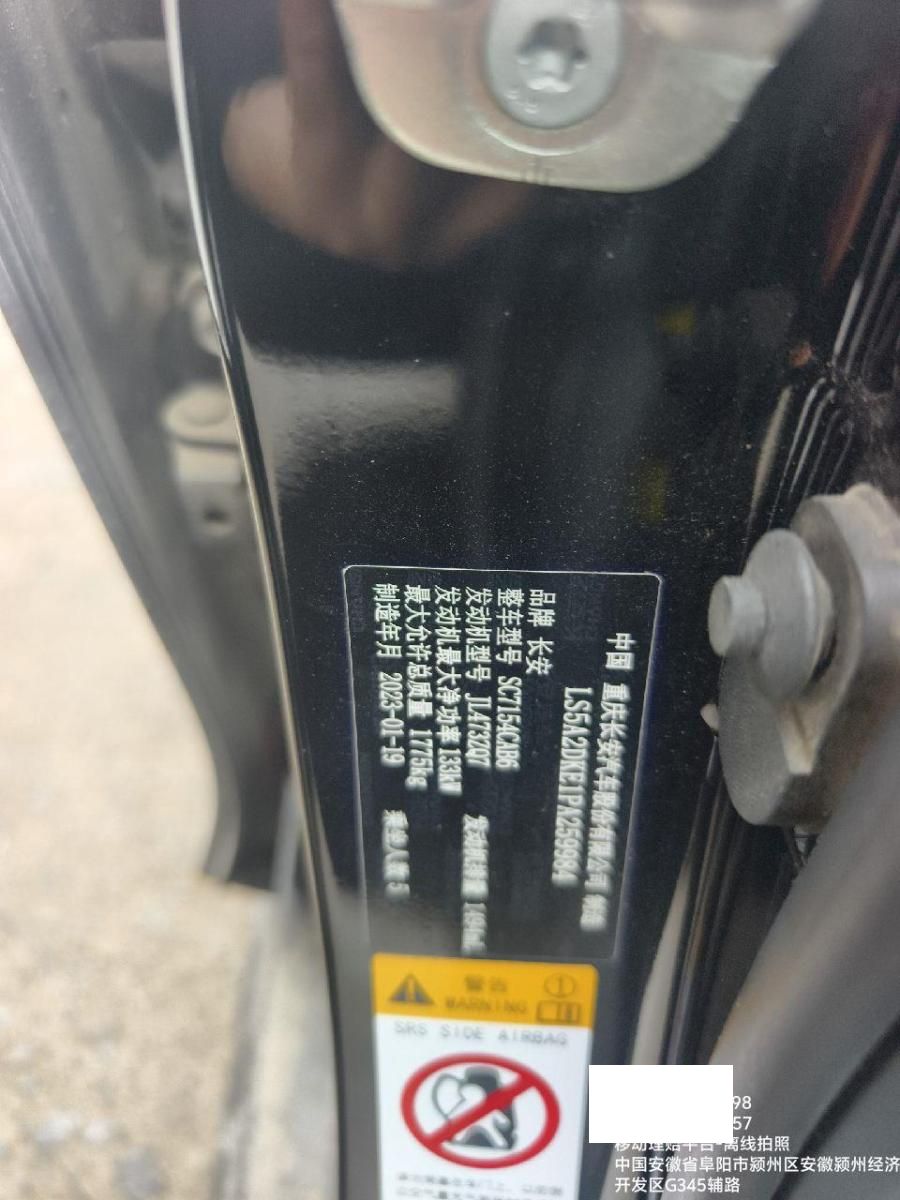 中国 重庆长安汽车股份有限公司 制造
LS5A2DKE1PA259984
品牌 长安
整车型号 SC7154CAB6
发动机型号 JL473ZQ7 发动机排量 1494mL
发动机最大净功率 133kW
最大允许总质量 1775kg
制造年月 2023-01-19 乘坐人数 5
警告
WARNING
SRS SIDE AIRBAG
98
57
移动理赔平台-离线拍照
中国安徽省阜阳市颍州区安徽颍州经济
开发区G345辅路